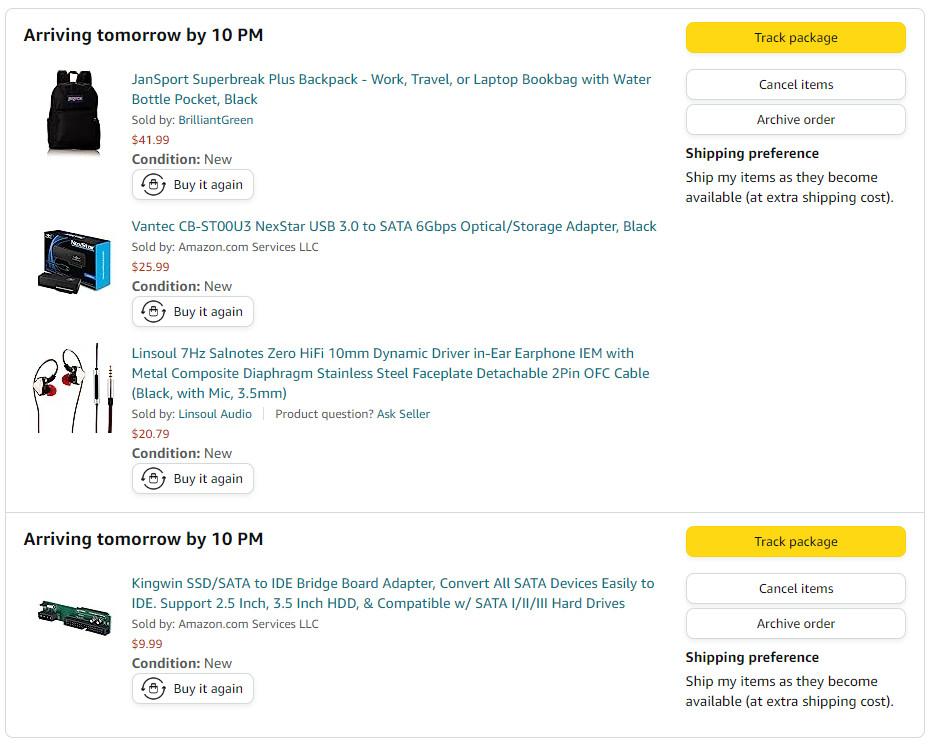 Arriving tomorrow by 10 PM
Track package
JanSport Superbreak Plus Backpack - Work, Travel, or Laptop Bookbag with Water
Bottle Pocket, Black
Sold by: BrilliantGreen
$41.99
Condition: New
Buy it again
Cancel items
Archive order
Shipping preference
Ship my items as they become
available (at extra shipping cost).
Vantec CB-ST00U3 NexStar USB 3.0 to SATA 6Gbps Optical/Storage Adapter, Black
Sold by: Amazon.com Services LLC
$25.99
Condition: New
Buy it again
NexStar
Linsoul 7Hz Salnotes Zero HiFi 10mm Dynamic Driver in-Ear Earphone IEM with
Metal Composite Diaphragm Stainless Steel Faceplate Detachable 2Pin OFC Cable
(Black, with Mic, 3.5mm)
Sold by: Linsoul Audio | Product question? Ask Seller
$20.79
Condition: New
Buy it again
Arriving tomorrow by 10 PM
Track package
Kingwin SSD/SATA to IDE Bridge Board Adapter, Convert All SATA Devices Easily to
IDE. Support 2.5 Inch, 3.5 Inch HDD, & Compatible w/ SATA I/II/III Hard Drives
Sold by: Amazon.com Services LLC
$9.99
Condition: New
Buy it again
Cancel items
Archive order
Shipping preference
Ship my items as they become
available (at extra shipping cost).